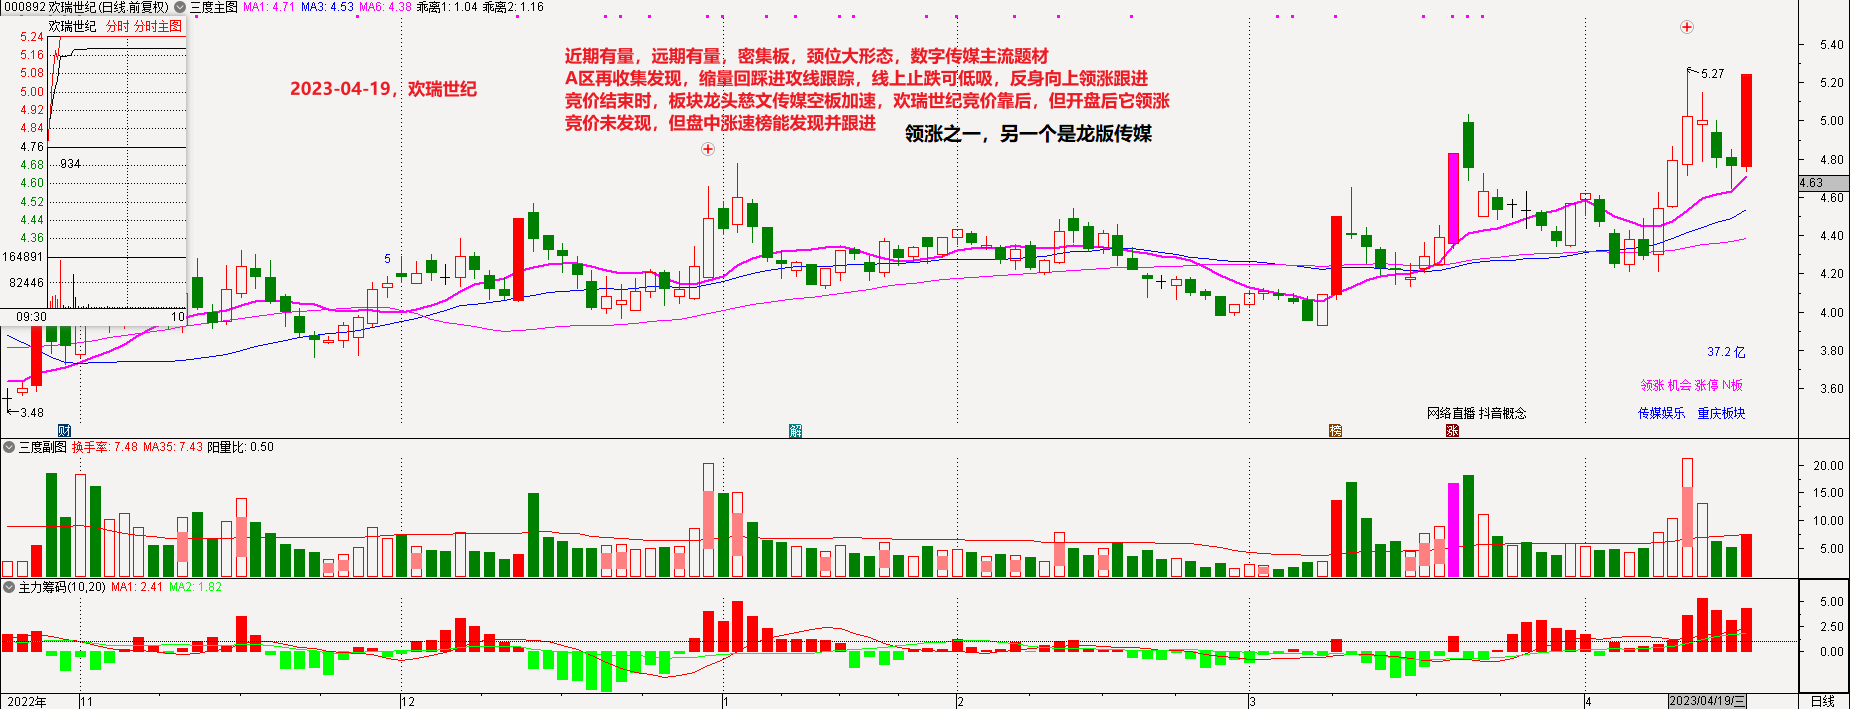 000892 欢瑞世纪(日线.前复权) 三度主图 MA1: 4.71 MA3: 4.53 MA6: 4.38 乖离1: 1.04 乖离2: 1.16
欢瑞世纪 分时 分时主图
5.24
5.16
5.08
5.00
4.92
4.84
4.76
4.68
4.60
4.52
4.44
4.36
164891
82446
934
09:30 10
2023-04-19，欢瑞世纪
近期有量，远期有量，密集板，颈位大形态，数字传媒主流题材
A区再收集发现，缩量回踩进攻线跟踪，线上止跌可低吸，反身向上领涨跟进
竞价结束时，板块龙头慈文传媒空板加速，欢瑞世纪竞价靠后，但开盘后它领涨
竞价未发现，但盘中涨速榜能发现并跟进
领涨之一，另一个是龙版传媒
5
5.27
3.48
5.40
5.20
5.00
4.80
4.63
4.60
4.40
4.20
4.00
3.80
3.60
37.2 亿
领涨 机会 涨停 N板
网络直播 抖音概念 传媒娱乐 重庆板块
财 解 榜 涨
三度副图 换手率: 7.48 MA35: 7.43 阳量比: 0.50
20.00
15.00
10.00
5.00
主力筹码(10,20) MA1: 2.41 MA2: 1.82
5.00
2.50
0.00
2022年 11 12 1 2 3 4 2023/04/19/三 日线